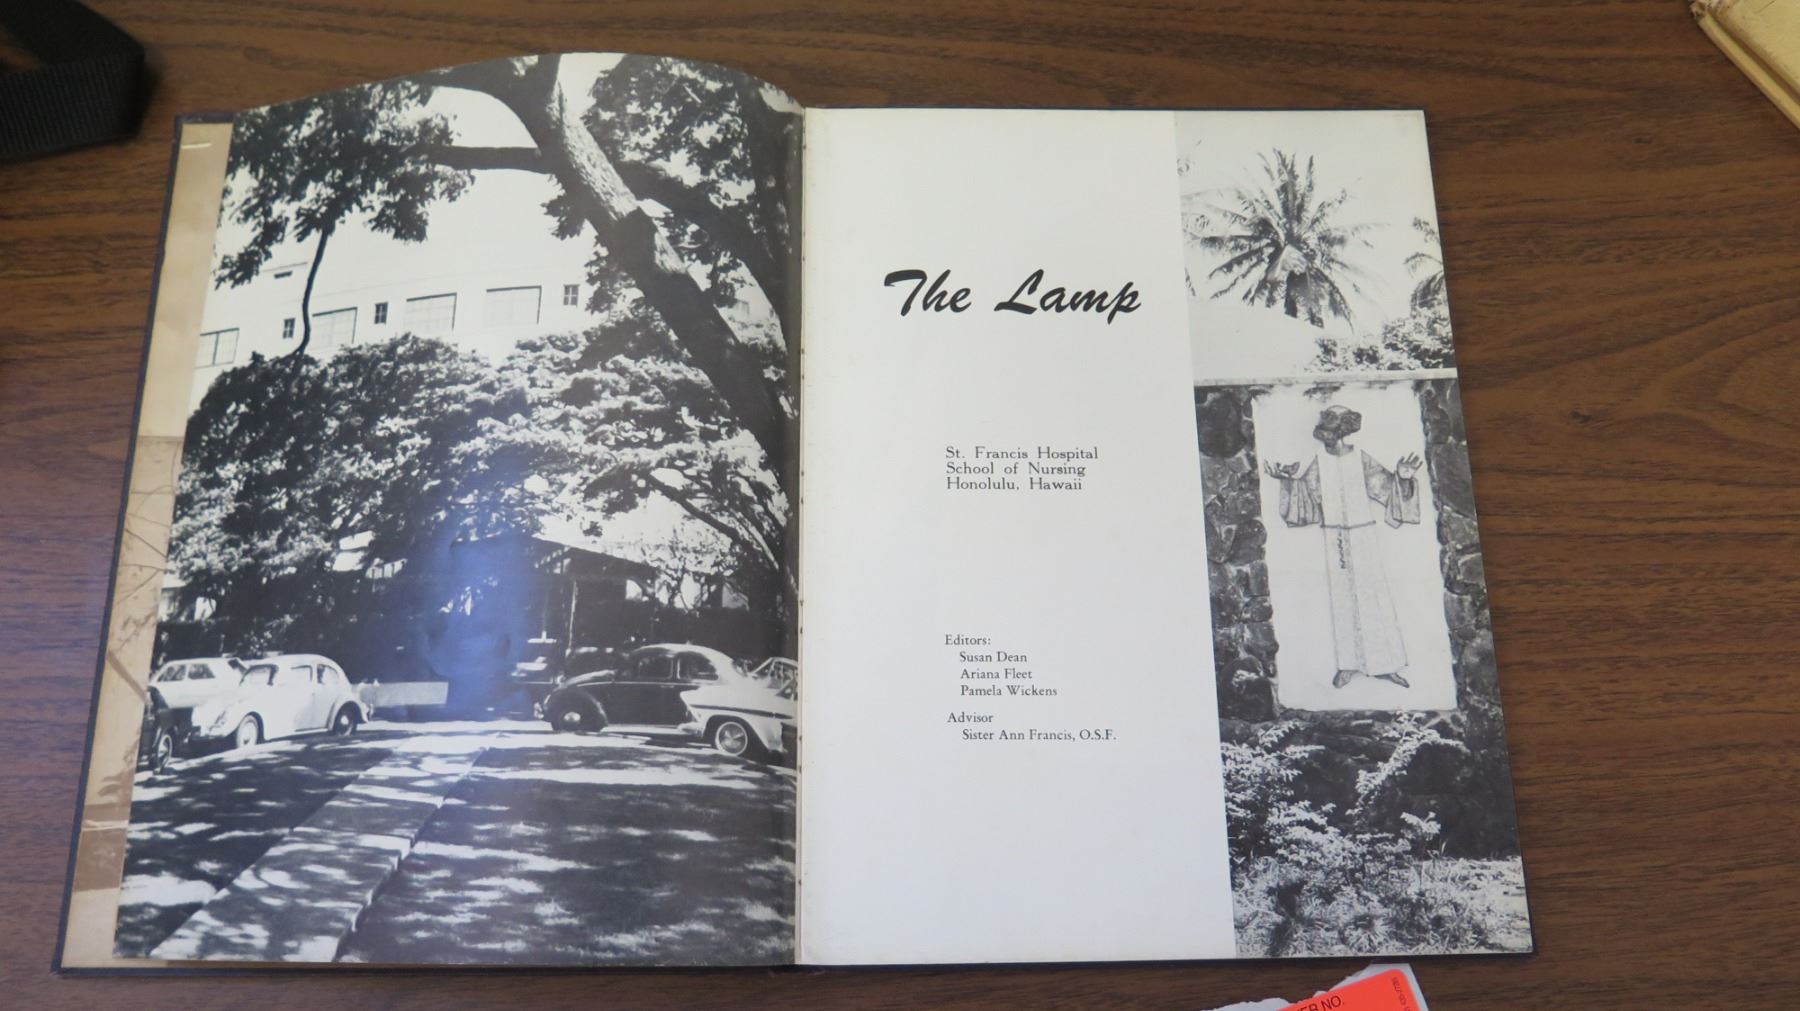 The Lamp
St. Francis Hospital
School of Nursing
Honolulu, Hawaii
Editors:
Susan Dean
Ariana Fleet
Pamela Wickens
Advisor
Sister Ann Francis, O.S.F.
NO.